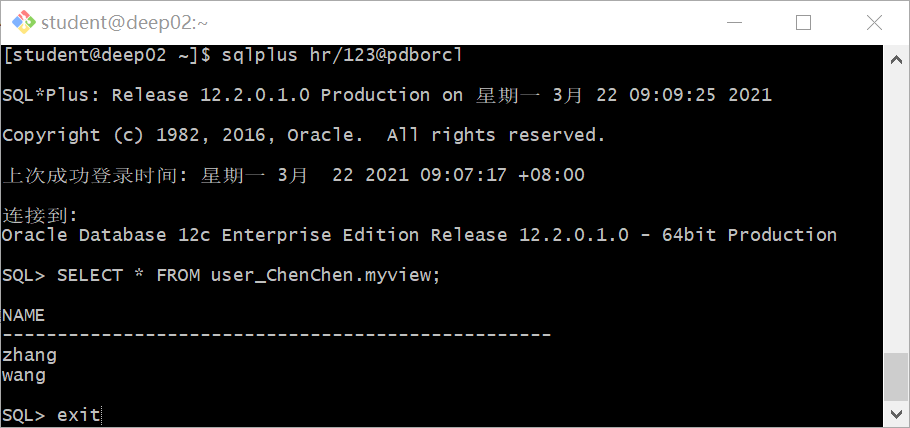 student@deep02:~
[student@deep02 ~]$ sqlplus hr/123@pdborcl
SQL*Plus: Release 12.2.0.1.0 Production on 星期一 3月 22 09:09:25 2021
Copyright (c) 1982, 2016, Oracle.  All rights reserved.
上次成功登录时间: 星期一 3月  22 2021 09:07:17 +08:00
连接到:
Oracle Database 12c Enterprise Edition Release 12.2.0.1.0 - 64bit Production
SQL> SELECT * FROM user_ChenChen.myview;
NAME
--------------------------------------------------
zhang
wang
SQL> exit